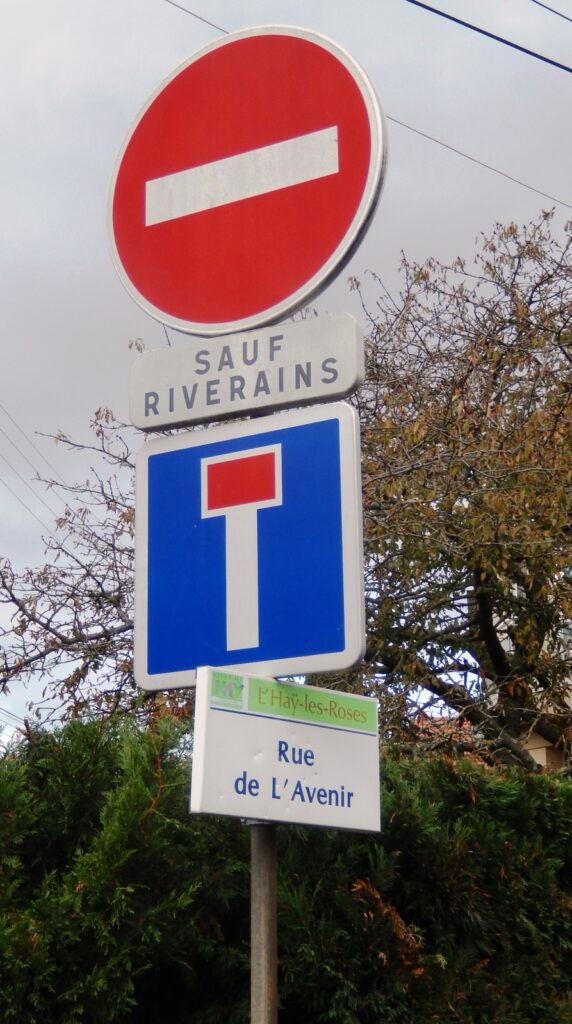 SAUF
RIVERAINS
L'Haÿ-les-Roses
Rue
de L'Avenir